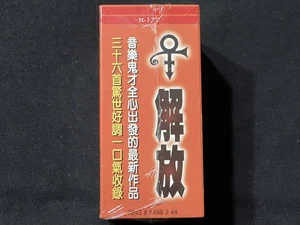 解放
音樂鬼才全心出發的最新作品
三十六首驚世好調一口氣收錄